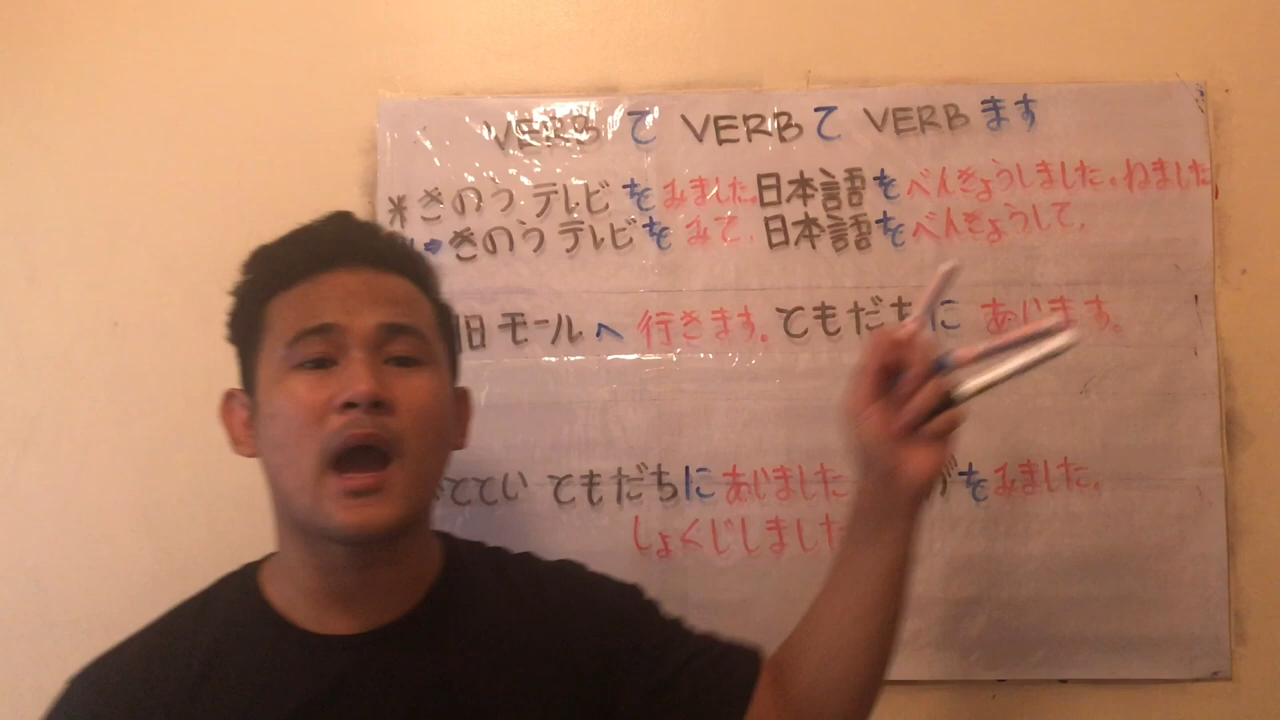 VERB て VERB て VERB ます
* きのう テレビ を みました。日本語 を べんきょうしました。ねました
→ きのう テレビ を みて、日本語 を べんきょうして、
旧 モール へ 行きます。ともだち に あいます。
ともだち に あいました を みました。
しょくじしました